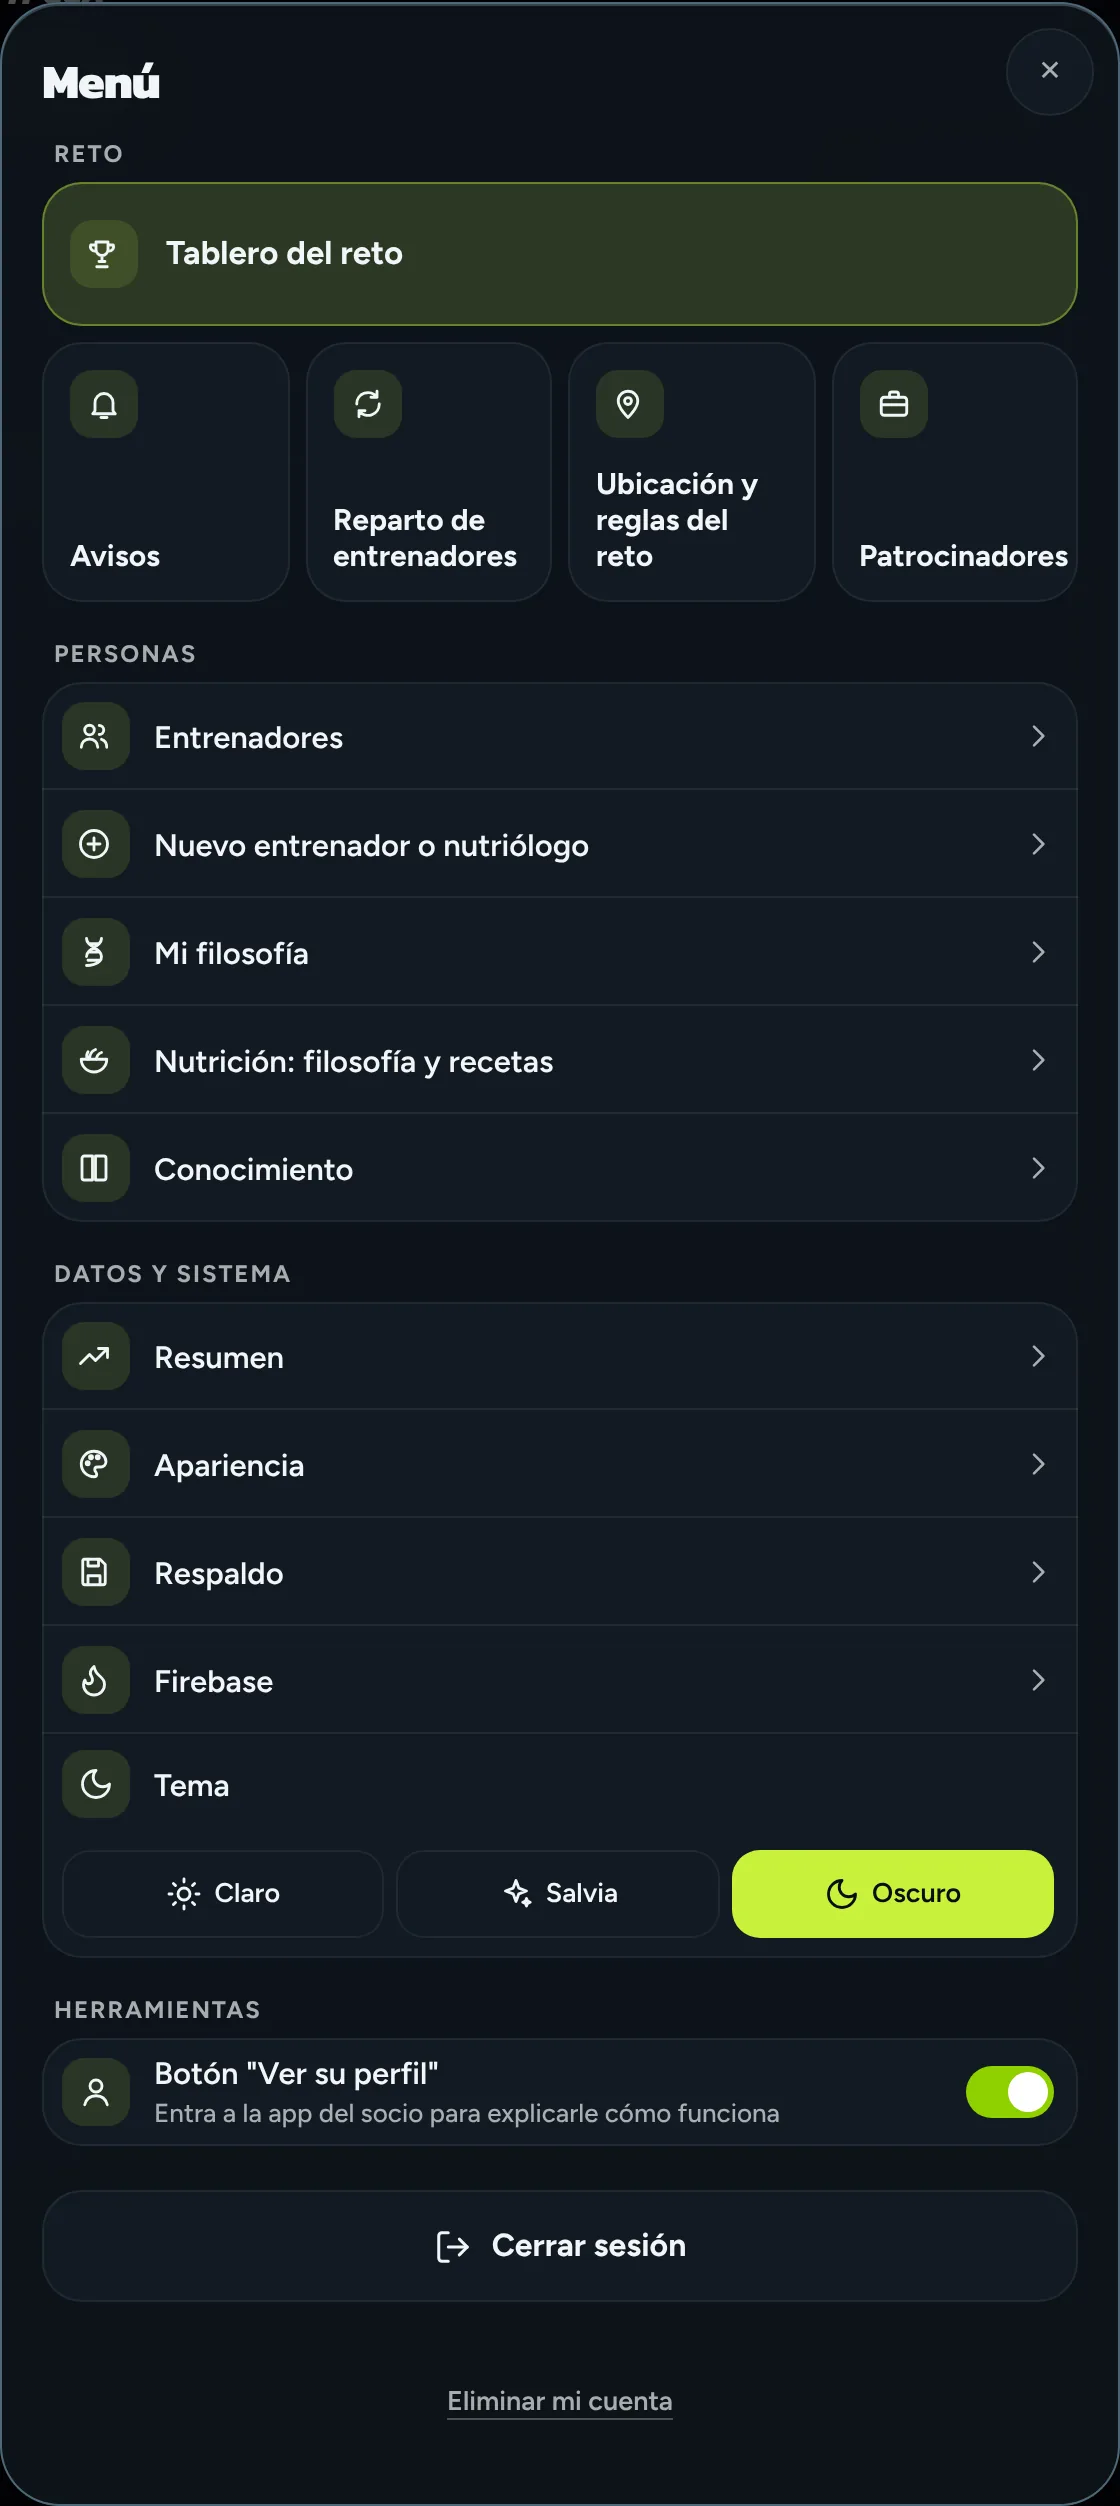 Menú
RETO
Tablero del reto
Avisos
Reparto de
entrenadores
Ubicación y
reglas del
reto
Patrocinadores
PERSONAS
Entrenadores
Nuevo entrenador o nutriólogo
Mi filosofía
Nutrición: filosofía y recetas
Conocimiento
DATOS Y SISTEMA
Resumen
Apariencia
Respaldo
Firebase
Tema
Claro
Salvia
Oscuro
HERRAMIENTAS
Botón "Ver su perfil"
Entra a la app del socio para explicarle cómo funciona
Cerrar sesión
Eliminar mi cuenta